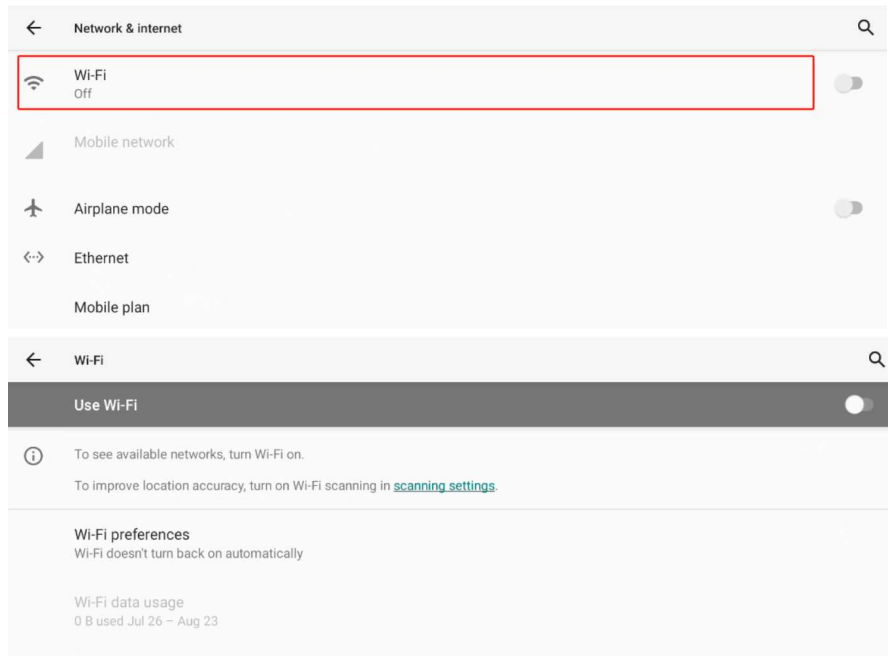 Network & internet
Wi-Fi
Off
Mobile network
Airplane mode
Ethernet
Mobile plan
Wi-Fi
Use Wi-Fi
To see available networks, turn Wi-Fi on.
To improve location accuracy, turn on Wi-Fi scanning in scanning settings.
Wi-Fi preferences
Wi-Fi doesn't turn back on automatically
Wi-Fi data usage
0 B used Jul 26 – Aug 23